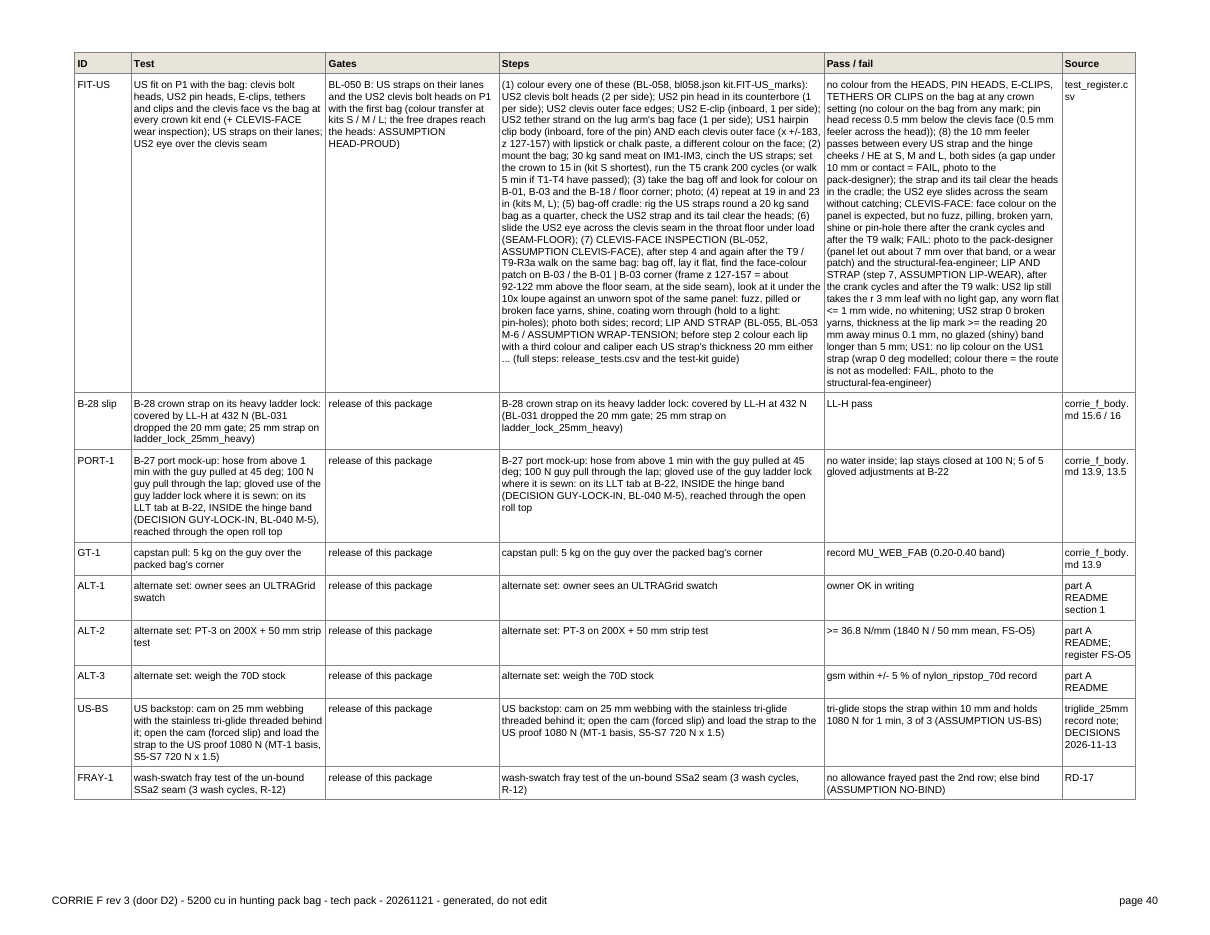 ID
Test
Gates
Steps
Pass / fail
Source
FIT-US
US fit on P1 with the bag: clevis bolt
heads, US2 pin heads, E-clips, tethers
and clips and the clevis face vs the bag at
every crown kit end (+ CLEVIS-FACE
wear inspection); US straps on their lanes;
US2 eye over the clevis seam
BL-050 B: US straps on their lanes
and the US2 clevis bolt heads on P1
with the first bag (colour transfer at
kits S / M / L; the free drapes reach
the heads: ASSUMPTION
HEAD-PROUD)
(1) colour every one of these (BL-058, bl058.json kit.FIT-US_marks):
US2 clevis bolt heads (2 per side); US2 pin head in its counterbore (1
per side); US2 clevis outer face edges; US2 E-clip (inboard, 1 per side);
US2 tether strand on the lug arm's bag face (1 per side); US1 hairpin
clip body (inboard, fore of the pin) AND each clevis outer face (x +/-183,
z 127-157) with lipstick or chalk paste, a different colour on the face; (2)
mount the bag; 30 kg sand meat on IM1-IM3, cinch the US straps; set
the crown to 15 in (kit S shortest), run the T5 crank 200 cycles (or walk
5 min if T1-T4 have passed); (3) take the bag off and look for colour on
B-01, B-03 and the B-18 / floor corner; photo; (4) repeat at 19 in and 23
in (kits M, L); (5) bag-off cradle: rig the US straps round a 20 kg sand
bag as a quarter, check the US2 strap and its tail clear the heads; (6)
slide the US2 eye across the clevis seam in the throat floor under load
(SEAM-FLOOR); (7) CLEVIS-FACE INSPECTION (BL-052,
ASSUMPTION CLEVIS-FACE), after step 4 and again after the T9 /
T9-R3a walk on the same bag: bag off, lay it flat, find the face-colour
patch on B-03 / the B-01 | B-03 corner (frame z 127-157 = about
92-122 mm above the floor seam, at the side seam), look at it under the
10x loupe against an unworn spot of the same panel: fuzz, pilled or
broken face yarns, shine, coating worn through (hold to a light:
pin-holes); photo both sides; record; LIP AND STRAP (BL-055, BL-053
M-6 / ASSUMPTION WRAP-TENSION; before step 2 colour each lip
with a third colour and caliper each US strap's thickness 20 mm either
... (full steps: release_tests.csv and the test-kit guide)
no colour from the HEADS, PIN HEADS, E-CLIPS,
TETHERS OR CLIPS on the bag at any crown
setting (no colour on the bag from any mark; pin
head recess 0.5 mm below the clevis face (0.5 mm
feeler across the head)); (8) the 10 mm feeler
passes between every US strap and the hinge
cheeks / HE at S, M and L, both sides (a gap under
10 mm or contact = FAIL, photo to the
pack-designer); the strap and its tail clear the heads
in the cradle; the US2 eye slides across the seam
without catching; CLEVIS-FACE: face colour on the
panel is expected, but no fuzz, pilling, broken yarn,
shine or pin-hole there after the crank cycles and
after the T9 walk; FAIL: photo to the pack-designer
(panel let out about 7 mm over that band, or a wear
patch) and the structural-fea-engineer; LIP AND
STRAP (step 7, ASSUMPTION LIP-WEAR), after
the crank cycles and after the T9 walk: US2 lip still
takes the r 3 mm leaf with no light gap, any worn flat
<= 1 mm wide, no whitening; US2 strap 0 broken
yarns, thickness at the lip mark >= the reading 20
mm away minus 0.1 mm, no glazed (shiny) band
longer than 5 mm; US1: no lip colour on the US1
strap (wrap 0 deg modelled; colour there = the route
is not as modelled: FAIL, photo to the
structural-fea-engineer)
test_register.c
sv
B-28 slip
B-28 crown strap on its heavy ladder lock:
covered by LL-H at 432 N (BL-031
dropped the 20 mm gate; 25 mm strap on
ladder_lock_25mm_heavy)
release of this package
B-28 crown strap on its heavy ladder lock: covered by LL-H at 432 N
(BL-031 dropped the 20 mm gate; 25 mm strap on
ladder_lock_25mm_heavy)
LL-H pass
corrie_f_body.
md 15.6 / 16
PORT-1
B-27 port mock-up: hose from above 1
min with the guy pulled at 45 deg; 100 N
guy pull through the lap; gloved use of the
guy ladder lock where it is sewn: on its
LLT tab at B-22, INSIDE the hinge band
(DECISION GUY-LOCK-IN, BL-040 M-5),
reached through the open roll top
release of this package
B-27 port mock-up: hose from above 1 min with the guy pulled at 45
deg; 100 N guy pull through the lap; gloved use of the guy ladder lock
where it is sewn: on its LLT tab at B-22, INSIDE the hinge band
(DECISION GUY-LOCK-IN, BL-040 M-5), reached through the open
roll top
no water inside; lap stays closed at 100 N; 5 of 5
gloved adjustments at B-22
corrie_f_body.
md 13.9, 13.5
GT-1
capstan pull: 5 kg on the guy over the
packed bag's corner
release of this package
capstan pull: 5 kg on the guy over the packed bag's corner
record MU_WEB_FAB (0.20-0.40 band)
corrie_f_body.
md 13.9
ALT-1
alternate set: owner sees an ULTRAGrid
swatch
release of this package
alternate set: owner sees an ULTRAGrid swatch
owner OK in writing
part A
README
section 1
ALT-2
alternate set: PT-3 on 200X + 50 mm strip
test
release of this package
alternate set: PT-3 on 200X + 50 mm strip test
>= 36.8 N/mm (1840 N / 50 mm mean, FS-O5)
part A
README;
register FS-O5
ALT-3
alternate set: weigh the 70D stock
release of this package
alternate set: weigh the 70D stock
gsm within +/- 5 % of nylon_ripstop_70d record
part A
README
US-BS
US backstop: cam on 25 mm webbing
with the stainless tri-glide threaded behind
it; open the cam (forced slip) and load the
strap to the US proof 1080 N (MT-1 basis,
S5-S7 720 N x 1.5)
release of this package
US backstop: cam on 25 mm webbing with the stainless tri-glide
threaded behind it; open the cam (forced slip) and load the strap to the
US proof 1080 N (MT-1 basis, S5-S7 720 N x 1.5)
tri-glide stops the strap within 10 mm and holds
1080 N for 1 min, 3 of 3 (ASSUMPTION US-BS)
triglide_25mm
record note;
DECISIONS
2026-11-13
FRAY-1
wash-swatch fray test of the un-bound
SSa2 seam (3 wash cycles, R-12)
release of this package
wash-swatch fray test of the un-bound SSa2 seam (3 wash cycles,
R-12)
no allowance frayed past the 2nd row; else bind
(ASSUMPTION NO-BIND)
RD-17
CORRIE F rev 3 (door D2) - 5200 cu in hunting pack bag - tech pack - 20261121 - generated, do not edit
page 40